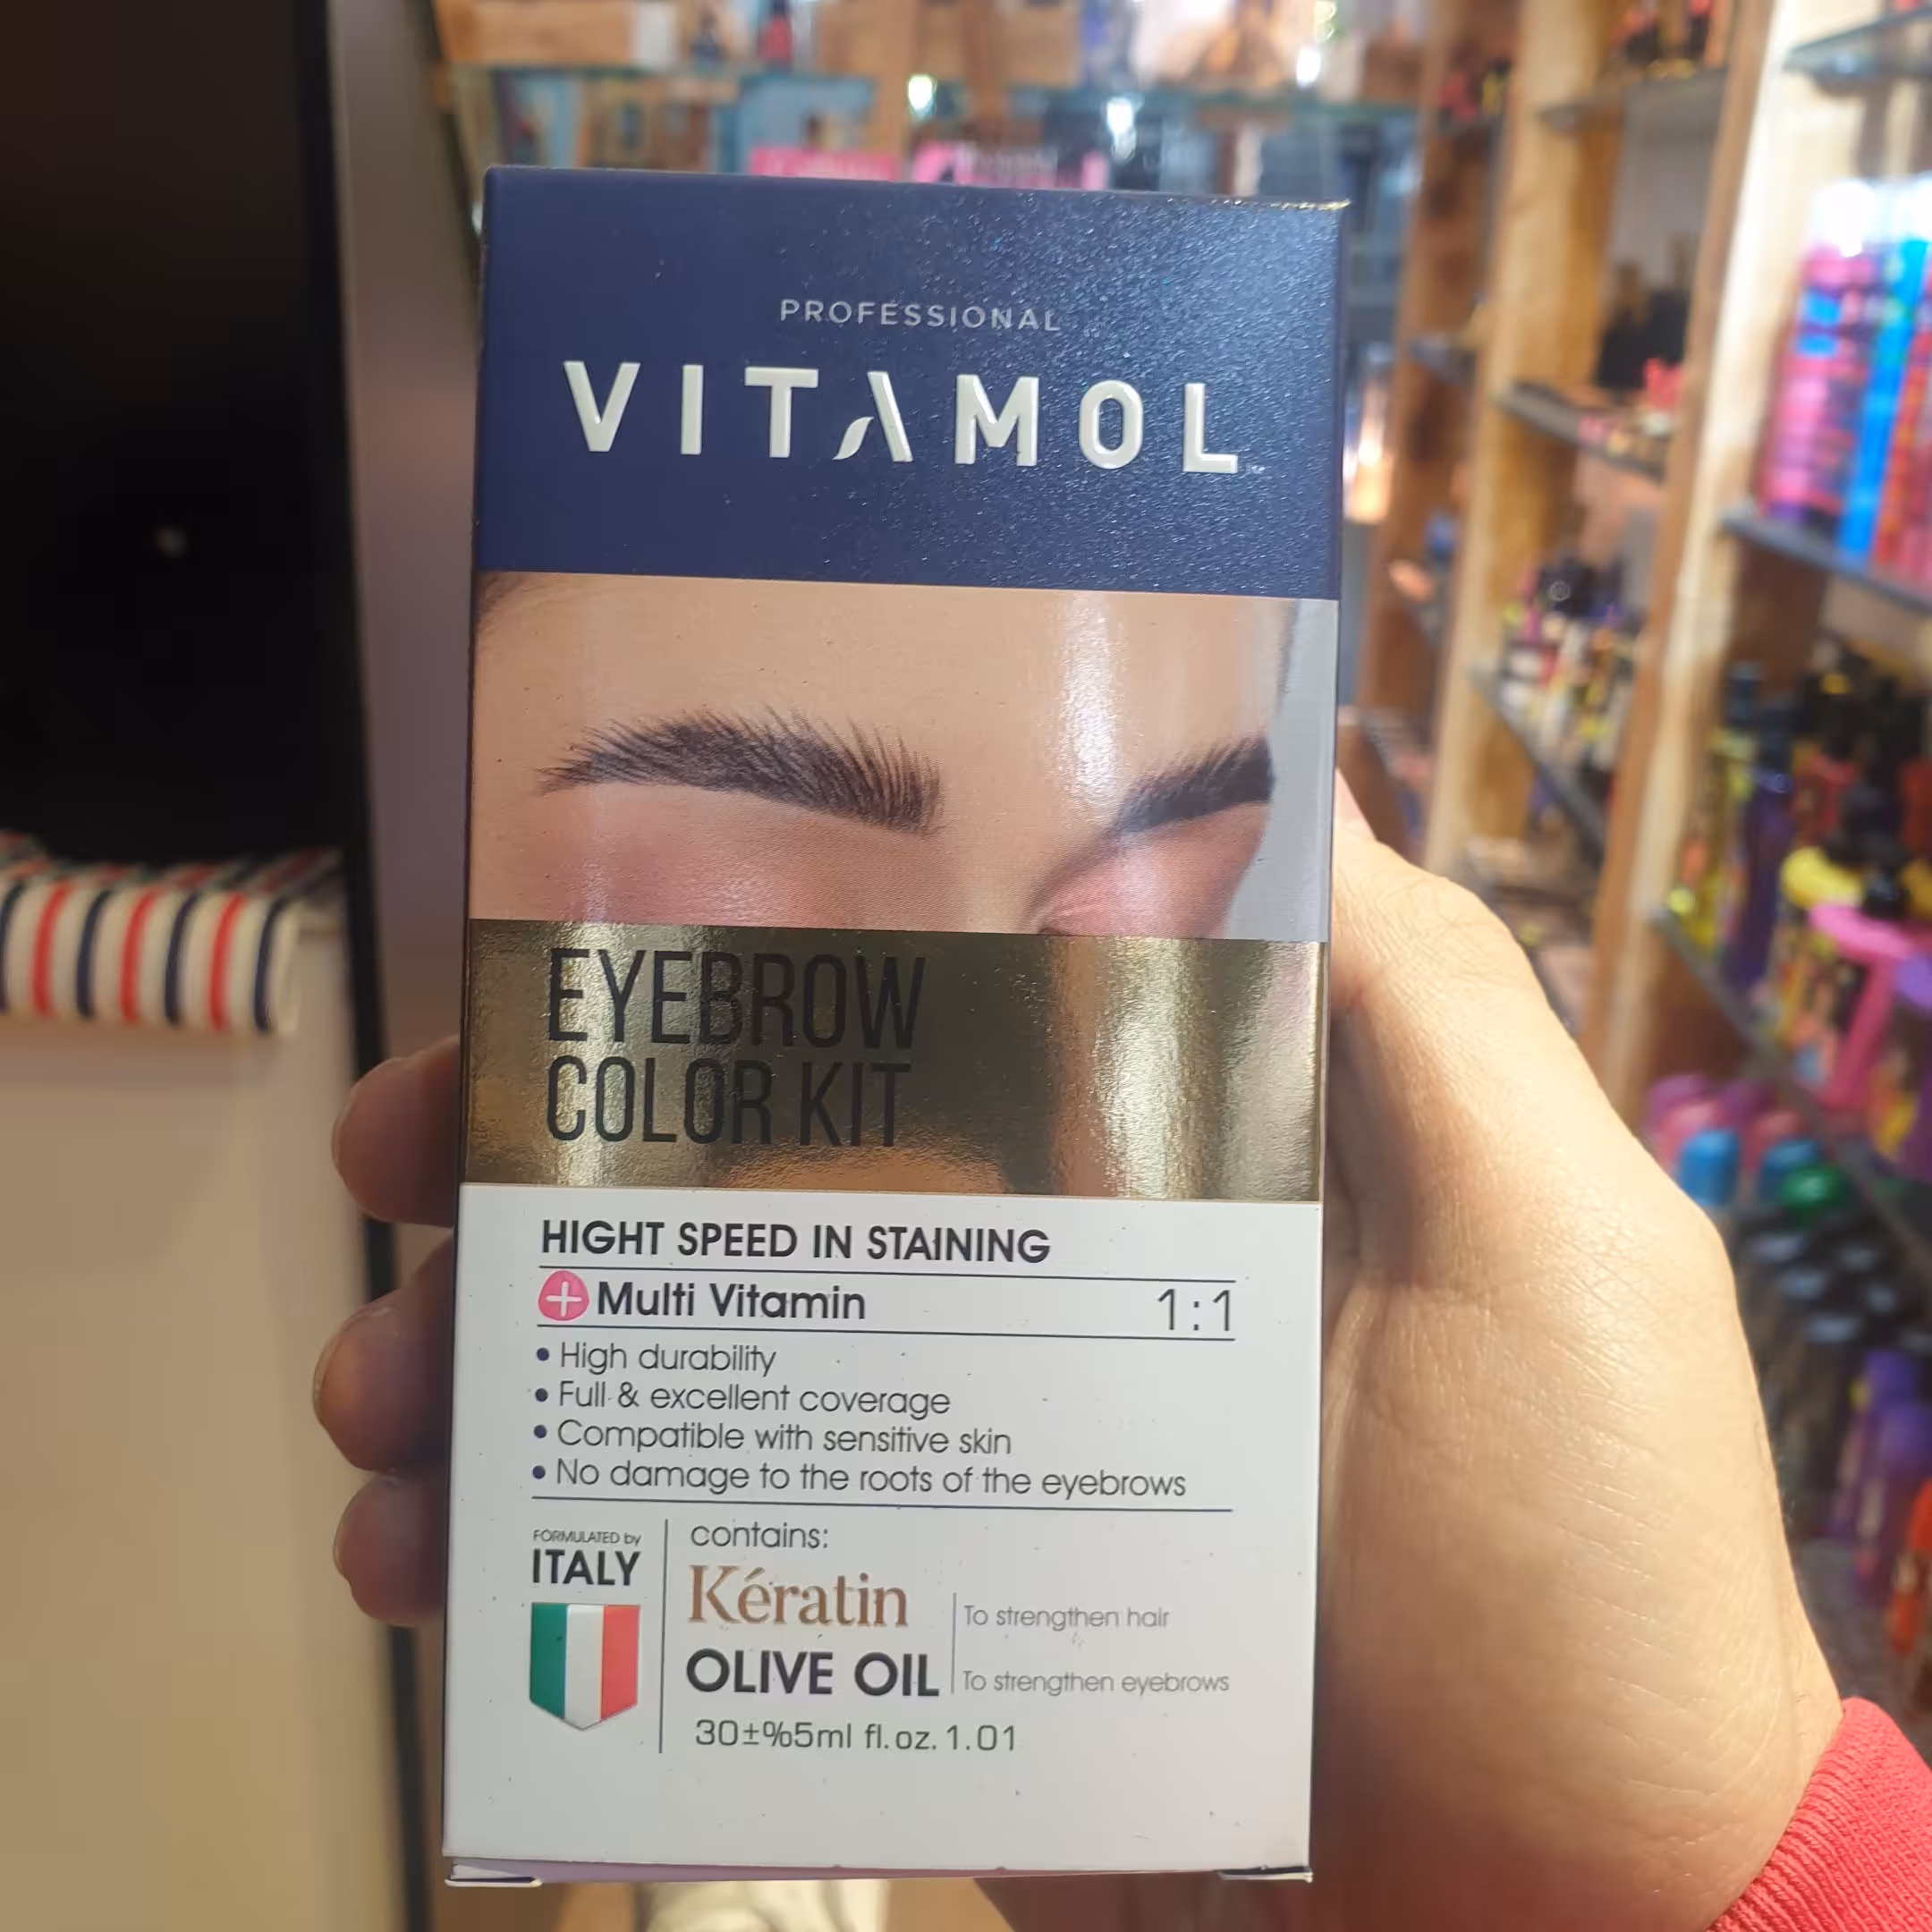 PROFESSIONAL
VITAMOL
EYEBROW
COLOR KIT
HIGHT SPEED IN STAINING
+ Multi Vitamin 1:1
• High durability
• Full & excellent coverage
• Compatible with sensitive skin
• No damage to the roots of the eyebrows
FORMULATED by
ITALY
contains:
Kératin To strengthen hair
OLIVE OIL To strengthen eyebrows
30±%5ml fl.oz.1.01